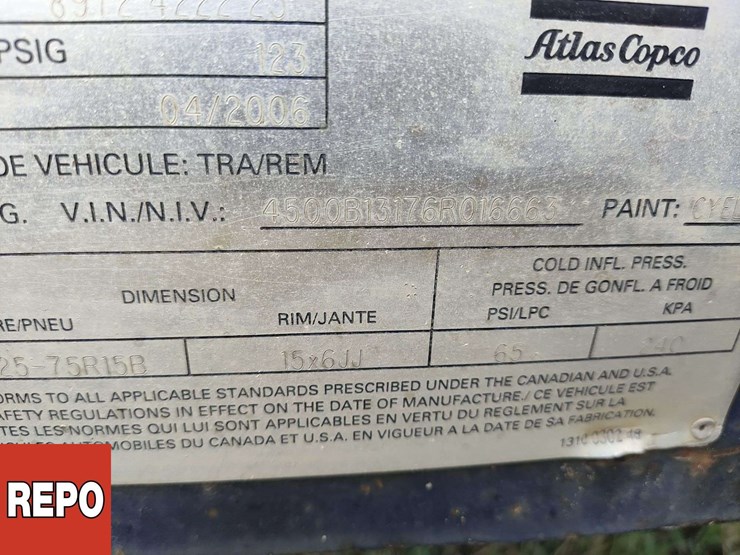 PSIG 123
Atlas Copco
04/2006
DE VEHICULE: TRA/REM
G. V.I.N./N.I.V.: 4500B13176R016663 PAINT:
COLD INFL. PRESS.
DIMENSION PRESS. DE GONFL. A FROID
RE/PNEU RIM/JANTE PSI/LPC KPA
25-75R15B 15x6JJ 65
ORMS TO ALL APPLICABLE STANDARDS PRESCRIBED UNDER THE CANADIAN AND U.S.A.
AFETY REGULATIONS IN EFFECT ON THE DATE OF MANUFACTURE./ CE VEHICULE EST
TES LES NORMES QUI LUI SONT APPLICABLES EN VERTU DU REGLEMENT SUR LA
AUTOMOBILES DU CANADA ET U.S.A. EN VIGUEUR A LA DATE DE SA FABRICATION.
REPO